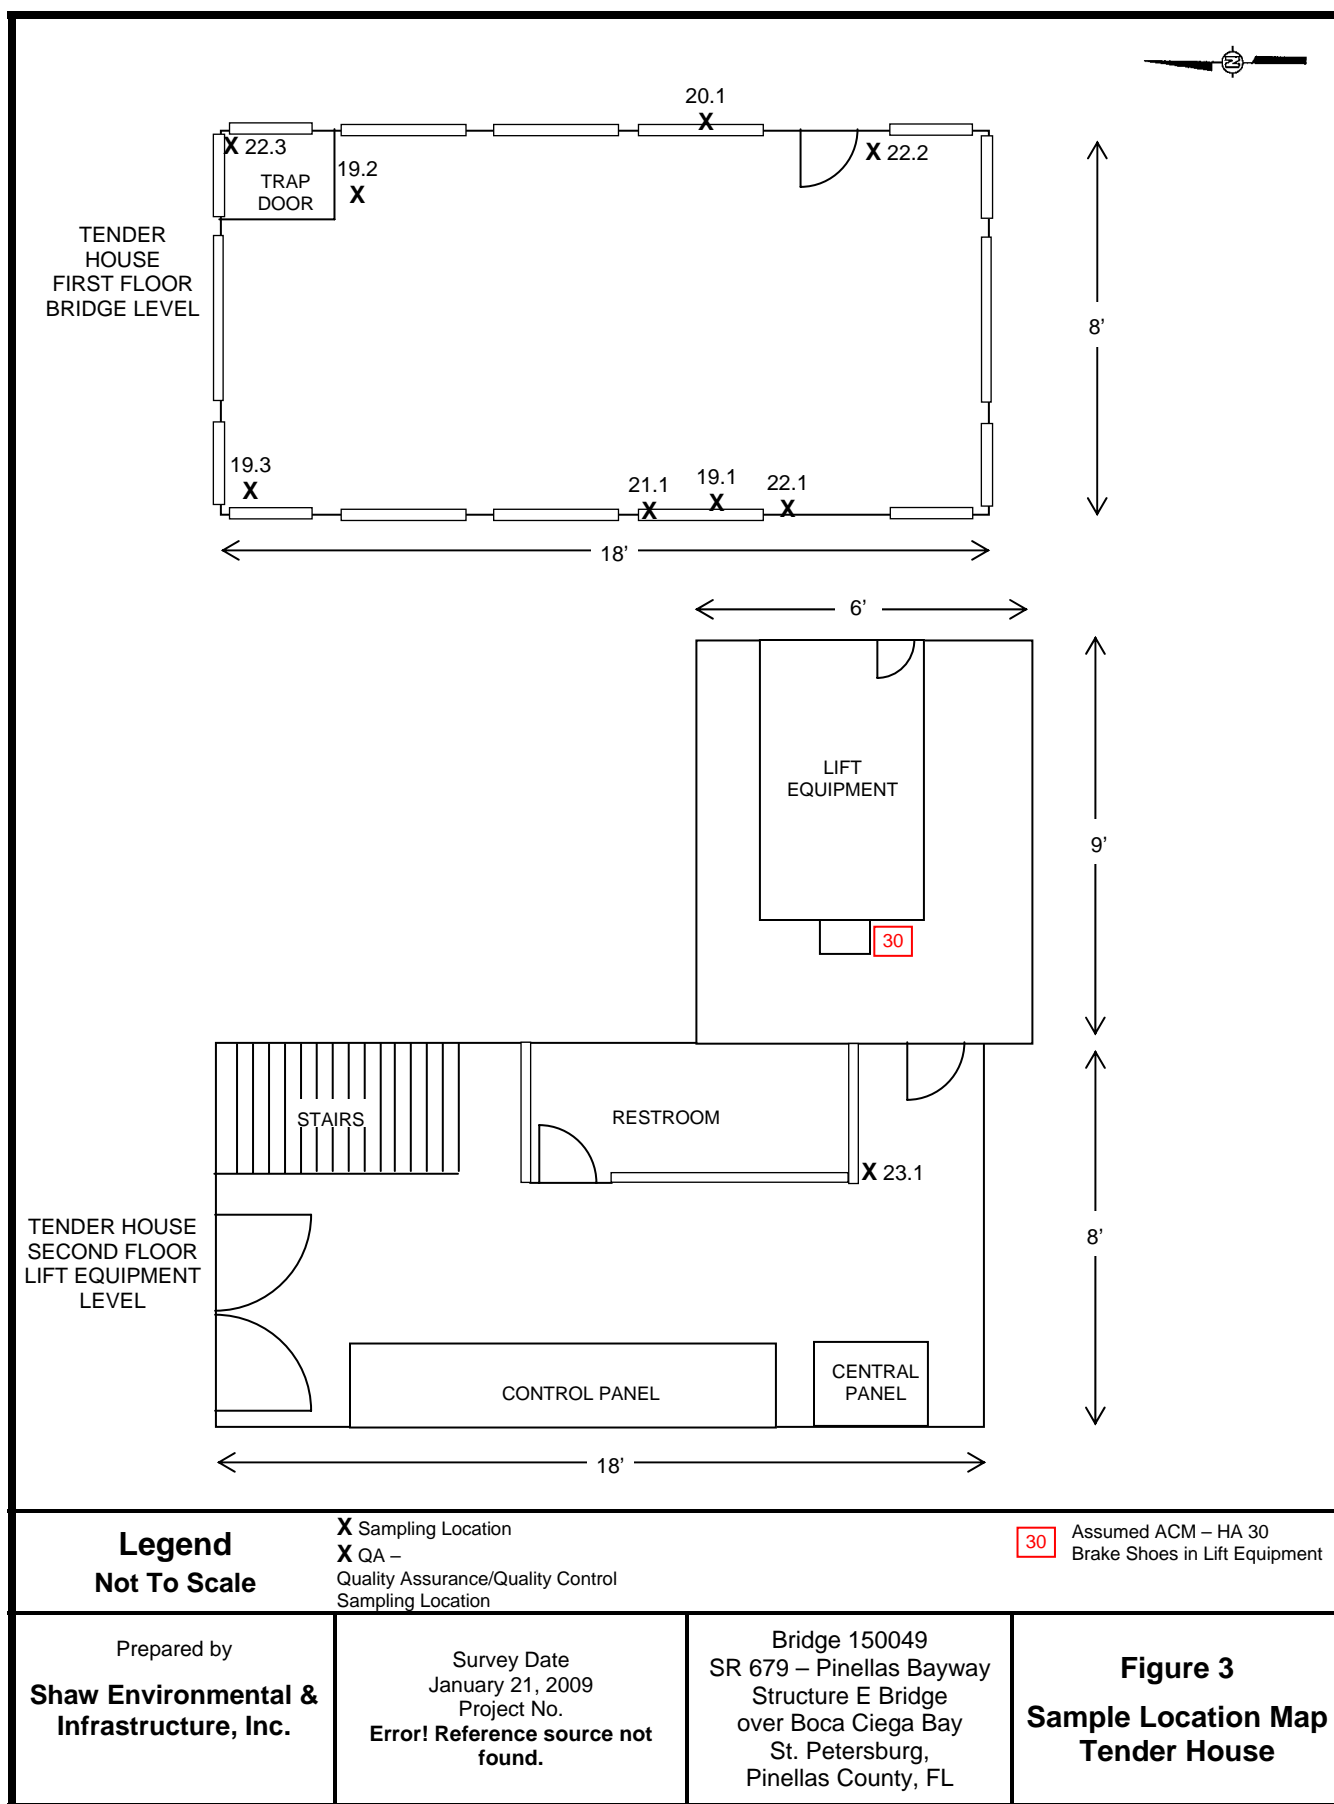 20.1
X
X 22.3
19.2
X
X 22.2
TRAP
DOOR
TENDER
HOUSE
FIRST FLOOR
BRIDGE LEVEL
8’
19.3
X
21.1
X
19.1
X
22.1
X
18’
6’
LIFT
EQUIPMENT
9’
30
STAIRS
RESTROOM
X 23.1
TENDER HOUSE
SECOND FLOOR
LIFT EQUIPMENT
LEVEL
8’
CONTROL PANEL
CENTRAL
PANEL
18’
Legend
Not To Scale
X Sampling Location
X QA –
Quality Assurance/Quality Control
Sampling Location
30
Assumed ACM – HA 30
Brake Shoes in Lift Equipment
Prepared by
Shaw Environmental &
Infrastructure, Inc.
Survey Date
January 21, 2009
Project No.
Error! Reference source not
found.
Bridge 150049
SR 679 – Pinellas Bayway
Structure E Bridge
over Boca Ciega Bay
St. Petersburg,
Pinellas County, FL
Figure 3
Sample Location Map
Tender House